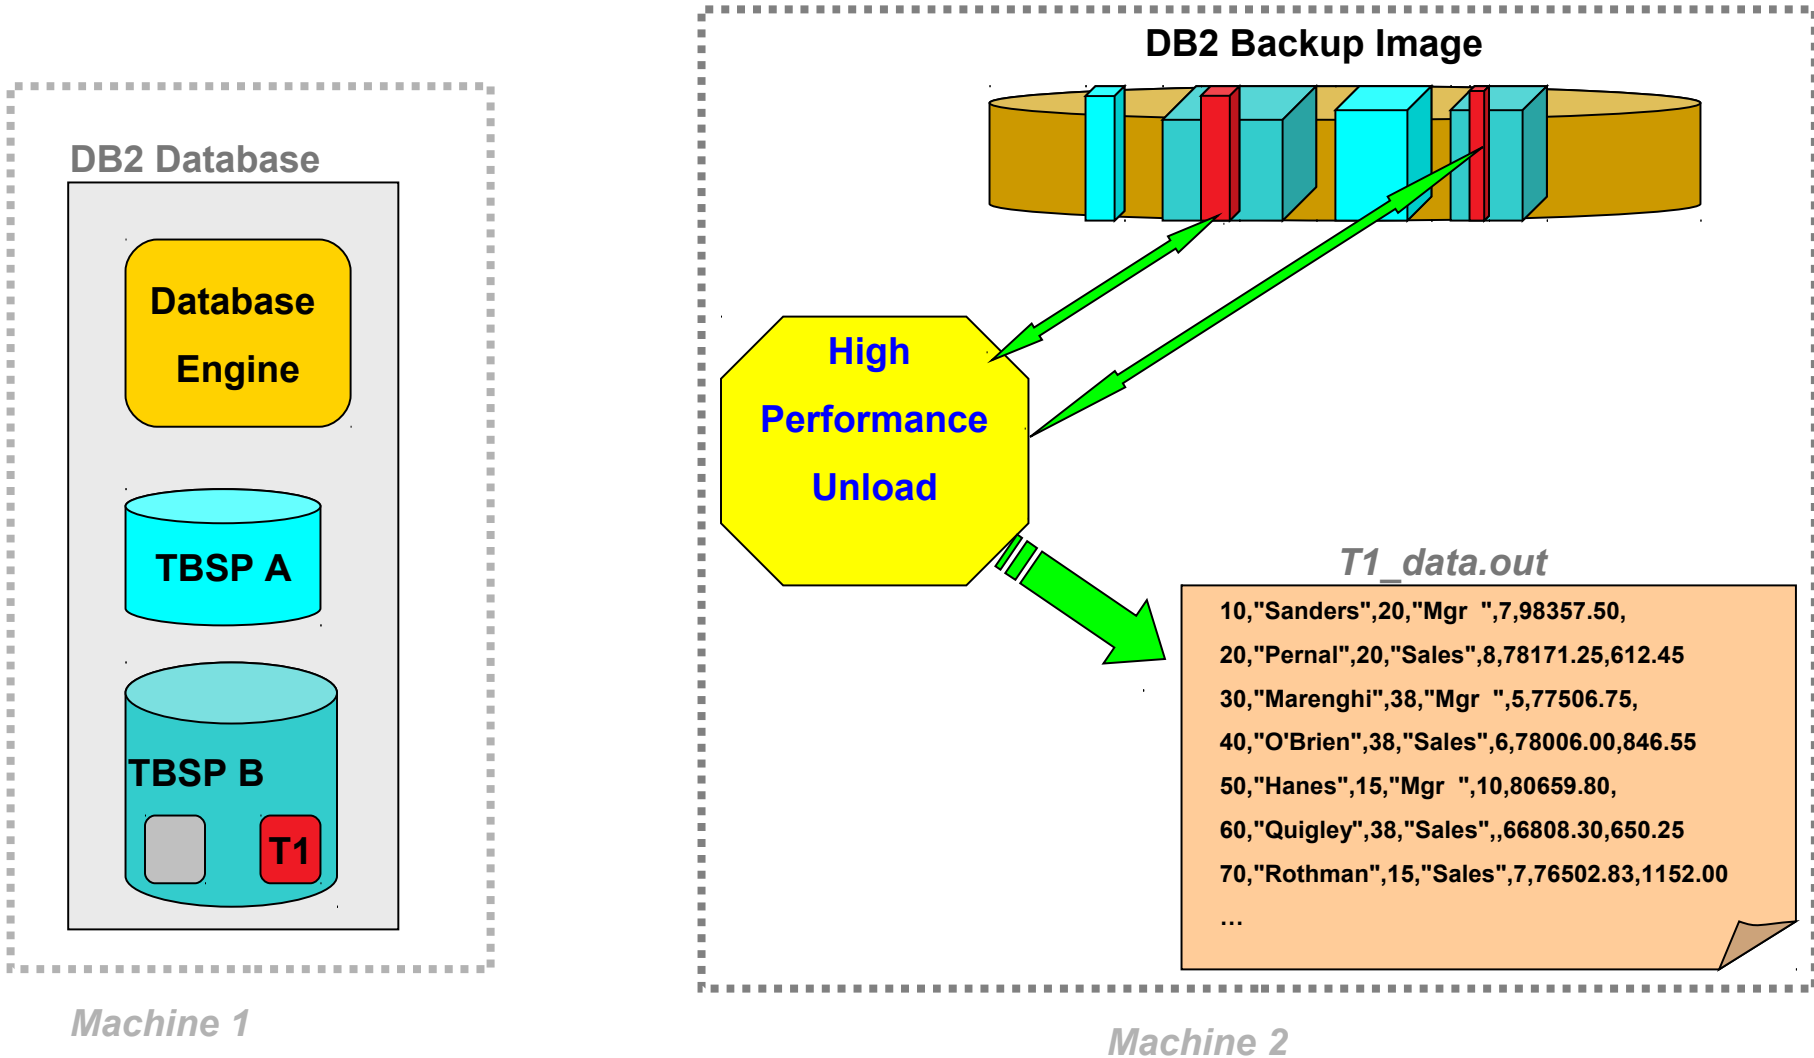 DB2 Backup Image
DB2 Database
Database
Engine
TBSP A
TBSP B
T1
Machine 1
High
Performance
Unload
T1_data.out
10,"Sanders",20,"Mgr  ",7,98357.50,
20,"Pernal",20,"Sales",8,78171.25,612.45
30,"Marenghi",38,"Mgr  ",5,77506.75,
40,"O'Brien",38,"Sales",6,78006.00,846.55
50,"Hanes",15,"Mgr  ",10,80659.80,
60,"Quigley",38,"Sales",,66808.30,650.25
70,"Rothman",15,"Sales",7,76502.83,1152.00
…
Machine 2